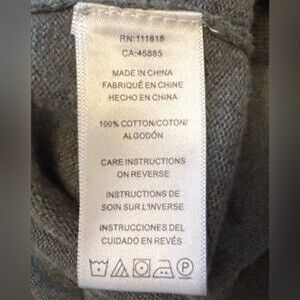 RN:111818
CA:45885
MADE IN CHINA
FABRIQUÉ EN CHINE
HECHO EN CHINA
100% COTTON/COTON/
ALGODÓN
CARE INSTRUCTIONS
ON REVERSE
INSTRUCTIONS DE
SOIN SUR L'INVERSE
INSTRUCCIONES DEL
CUIDADO EN REVÉS
P